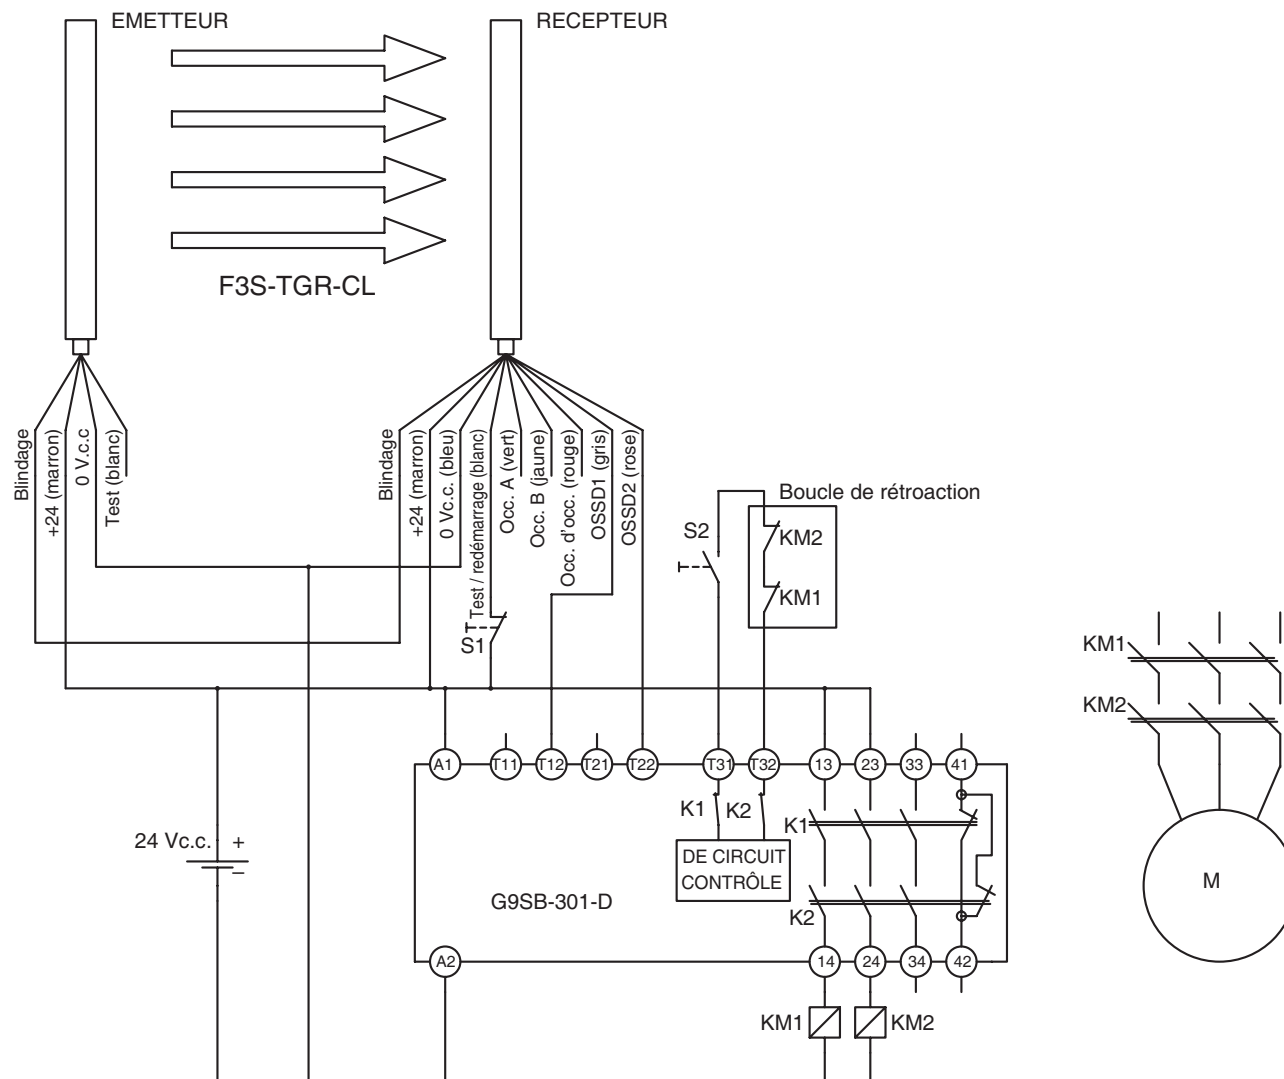 EMETTEUR
RECEPTEUR
F3S-TGR-CL
Blindage
+24 (marron)
0 V.c.c
Test (blanc)
Blindage
+24 (marron)
0 Vc.c. (bleu)
Test / redémarrage (blanc)
Occ. A (vert)
Occ. B (jaune)
Occ. d'occ. (rouge)
OSSD1 (gris)
OSSD2 (rose)
Boucle de rétroaction
S2
KM2
KM1
S1
KM1
KM2
A1
T11
T12
T21
T22
T31
T32
13
23
33
41
K1
K2
K1
24 Vc.c.
+
–
DE CIRCUIT
CONTRÔLE
M
G9SB-301-D
K2
A2
14
24
34
42
KM1
KM2